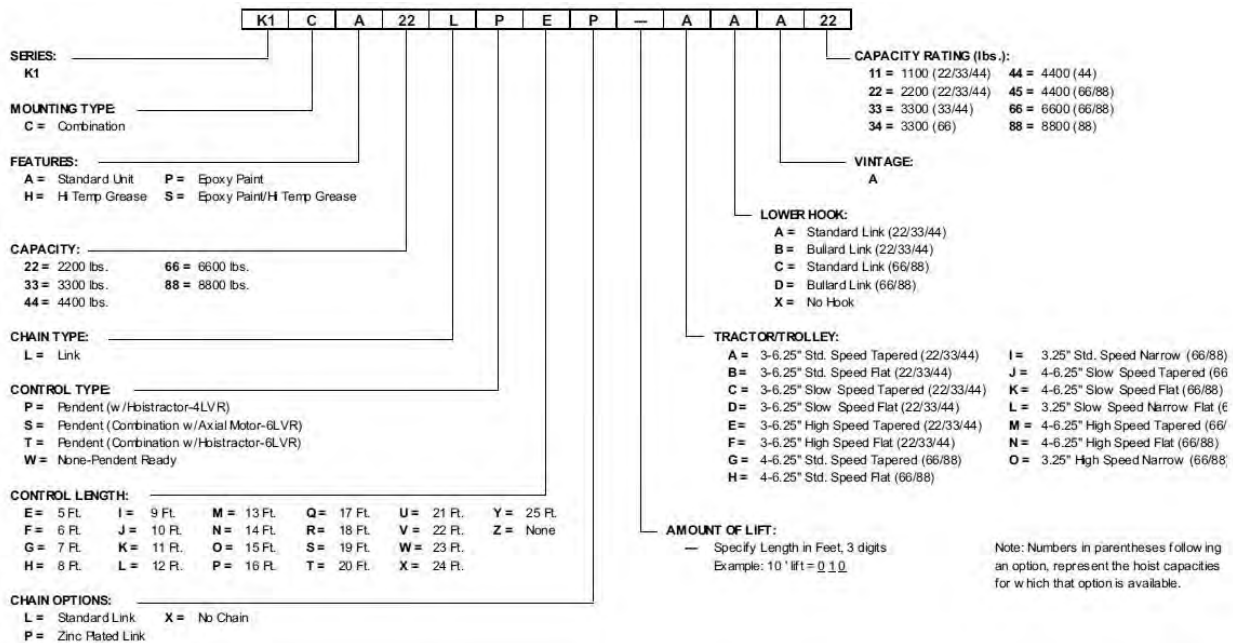 K1 C A 22 L P E P — A A A 22
SERIES:
K1
MOUNTING TYPE:
C = Combination
FEATURES:
A = Standard Unit P = Epoxy Paint
H = Hi Temp Grease S = Epoxy Paint/Hi Temp Grease
CAPACITY:
22 = 2200 lbs. 66 = 6600 lbs.
33 = 3300 lbs. 88 = 8800 lbs.
44 = 4400 lbs.
CHAIN TYPE:
L = Link
CONTROL TYPE:
P = Pendent (w/Hoistractor-4LVR)
S = Pendent (Combination w/Axial Motor-6LVR)
T = Pendent (Combination w/Hoistractor-6LVR)
W = None-Pendent Ready
CONTROL LENGTH:
E = 5 Ft. I = 9 Ft. M = 13 Ft. Q = 17 Ft. U = 21 Ft. Y = 25 Ft.
F = 6 Ft. J = 10 Ft. N = 14 Ft. R = 18 Ft. V = 22 Ft. Z = None
G = 7 Ft. K = 11 Ft. O = 15 Ft. S = 19 Ft. W = 23 Ft.
H = 8 Ft. L = 12 Ft. P = 16 Ft. T = 20 Ft. X = 24 Ft.
CHAIN OPTIONS:
L = Standard Link X = No Chain
P = Zinc Plated Link
CAPACITY RATING (lbs.):
11 = 1100 (22/33/44) 44 = 4400 (44)
22 = 2200 (22/33/44) 45 = 4400 (66/88)
33 = 3300 (33/44) 66 = 6600 (66/88)
34 = 3300 (66) 88 = 8800 (88)
VINTAGE:
A
LOWER HOOK:
A = Standard Link (22/33/44)
B = Bullard Link (22/33/44)
C = Standard Link (66/88)
D = Bullard Link (66/88)
X = No Hook
TRACTOR/TROLLEY:
A = 3-6.25" Std. Speed Tapered (22/33/44) I = 3.25" Std. Speed Narrow (66/88)
B = 3-6.25" Std. Speed Flat (22/33/44) J = 4-6.25" Slow Speed Tapered (66
C = 3-6.25" Slow Speed Tapered (22/33/44) K = 4-6.25" Slow Speed Flat (66/88)
D = 3-6.25" Slow Speed Flat (22/33/44) L = 3.25" Slow Speed Narrow Flat (6
E = 3-6.25" High Speed Tapered (22/33/44) M = 4-6.25" High Speed Tapered (66/
F = 3-6.25" High Speed Flat (22/33/44) N = 4-6.25" High Speed Flat (66/88)
G = 4-6.25" Std. Speed Tapered (66/88) O = 3.25" High Speed Narrow (66/88
H = 4-6.25" Std. Speed Flat (66/88)
AMOUNT OF LIFT:
— Specify Length in Feet, 3 digits
Example: 10' lift = 0 1 0
Note: Numbers in parentheses following
an option, represent the hoist capacities
for which that option is available.